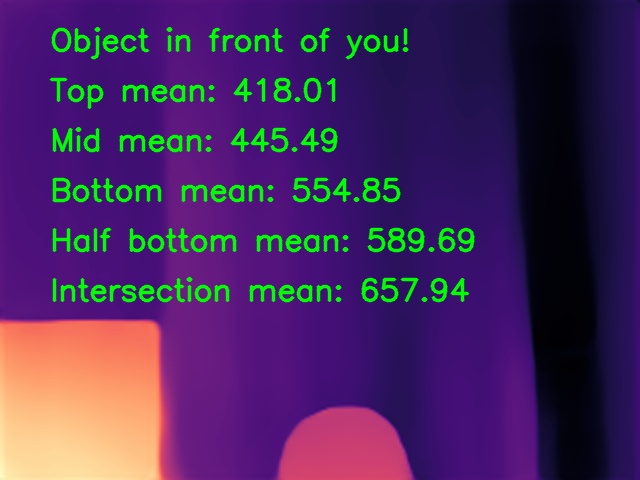 Object in front of you!
Top mean: 418.01
Mid mean: 445.49
Bottom mean: 554.85
Half bottom mean: 589.69
Intersection mean: 657.94